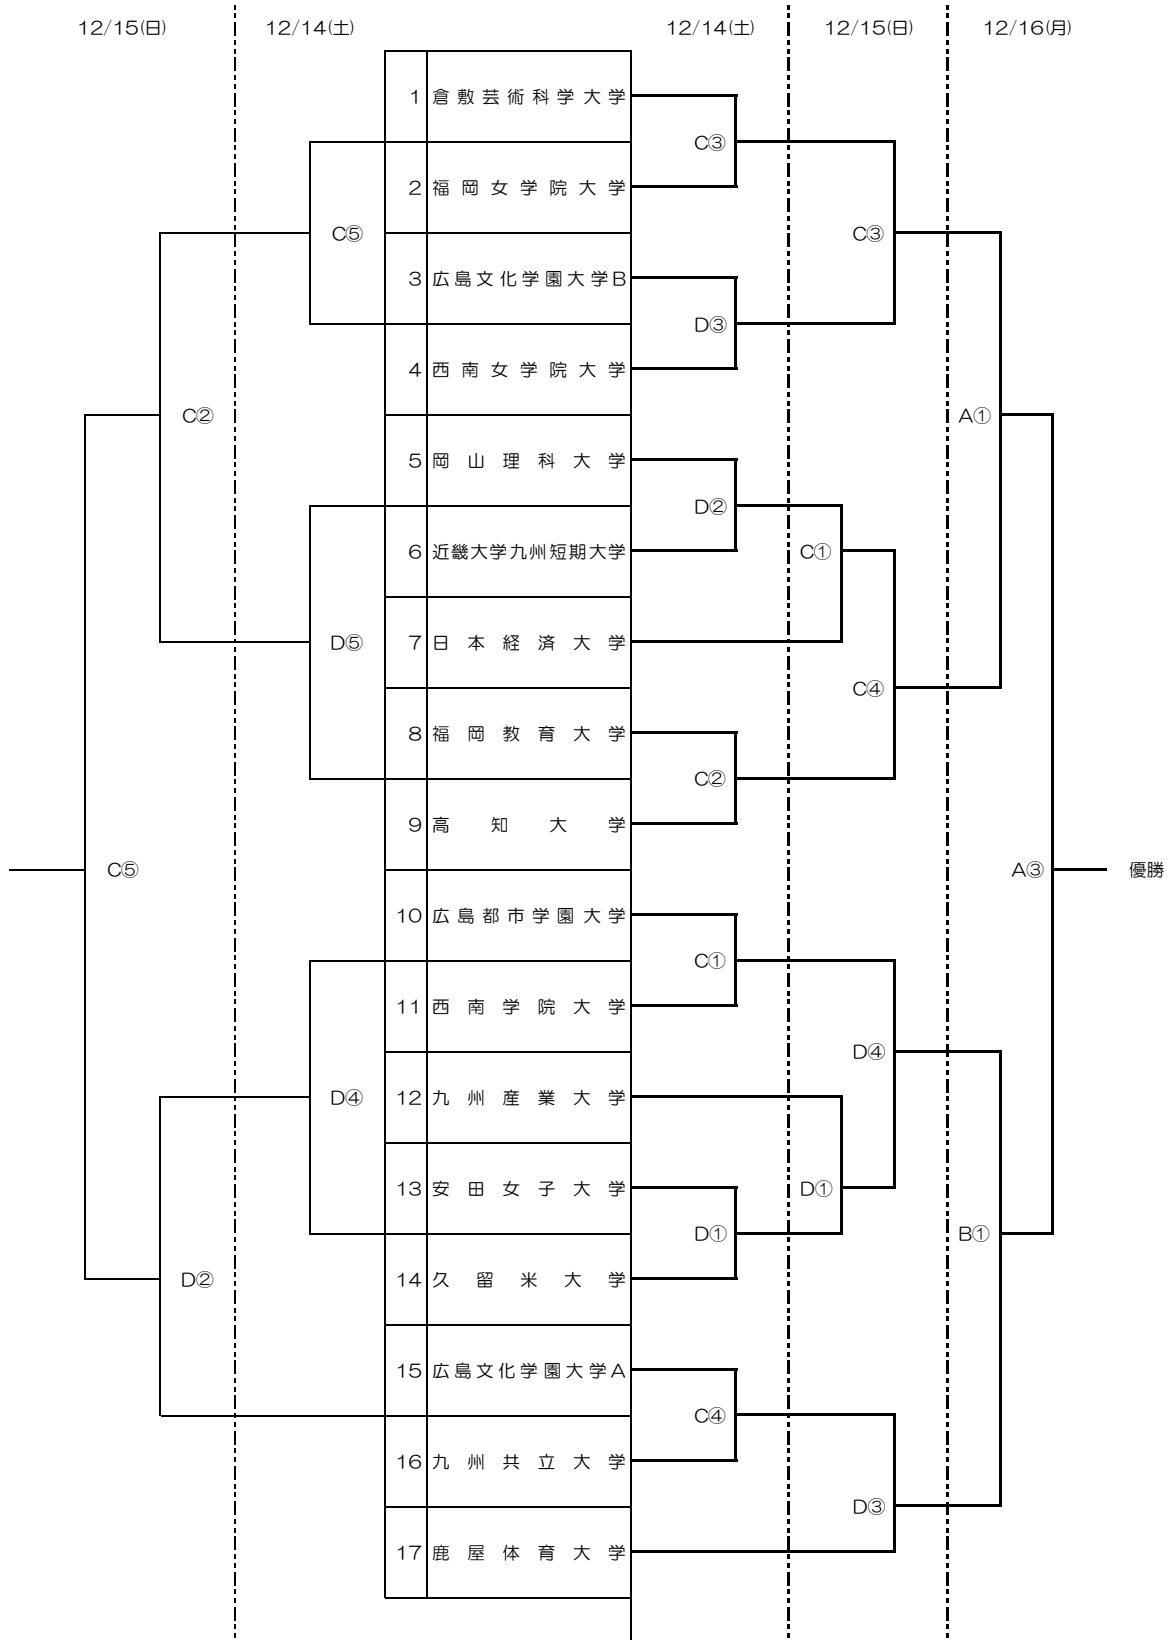 12/15(日) 12/14(土) 12/14(土) 12/15(日) 12/16(月)
1 倉敷芸術科学大学
C③
2 福岡女学院大学
C⑤ C③
3 広島文化学園大学B
D③
4 西南女学院大学
C② A①
5 岡山理科大学
D②
6 近畿大学九州短期大学 C①
D⑤ 7 日本経済大学
C④
8 福岡教育大学
C②
9 高知大学
C⑤ A③ 優勝
10 広島都市学園大学
C①
11 西南学院大学
D④
D④ 12 九州産業大学
13 安田女子大学 D①
D① B①
D② 14 久留米大学
15 広島文化学園大学A
C④
16 九州共立大学
D③
17 鹿屋体育大学